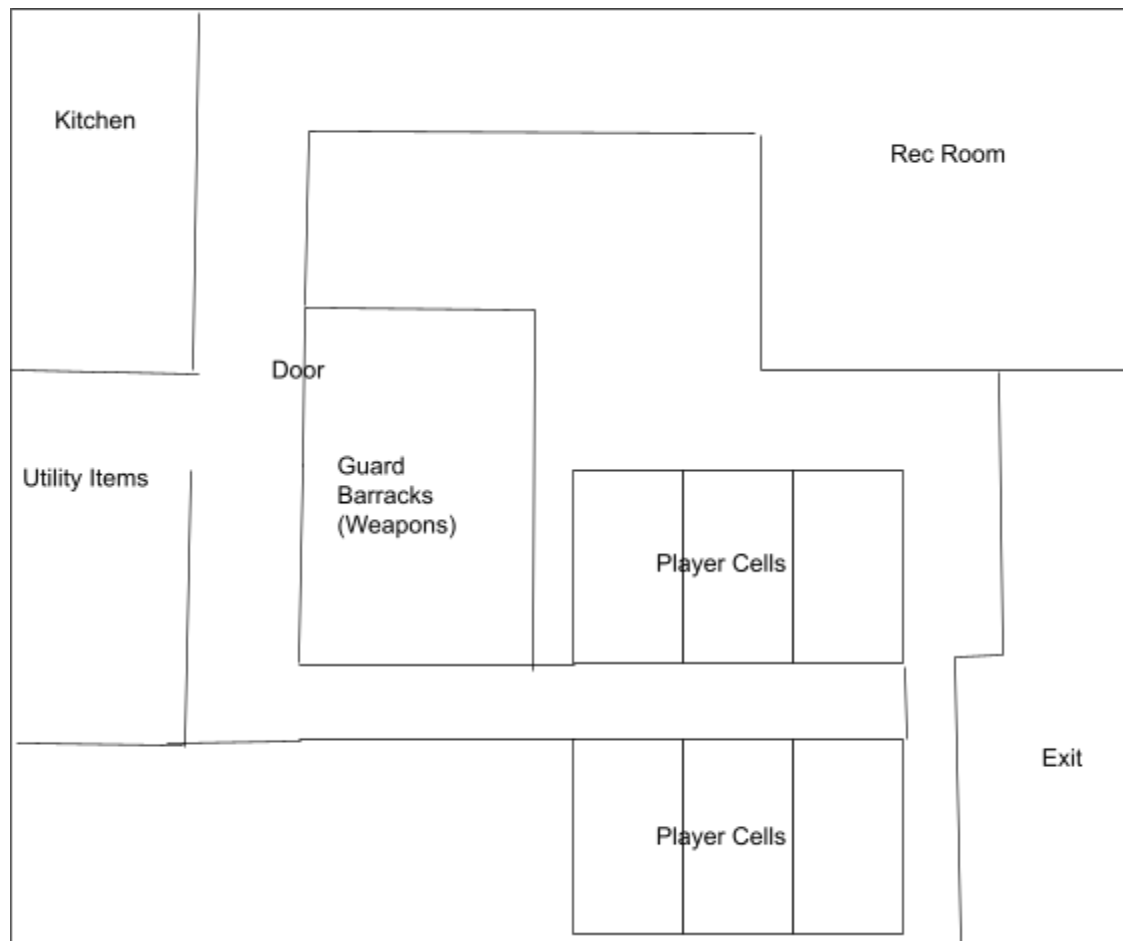 Kitchen
Rec Room
Door
Utility Items
Guard
Barracks
(Weapons)
Player Cells
Exit
Player Cells